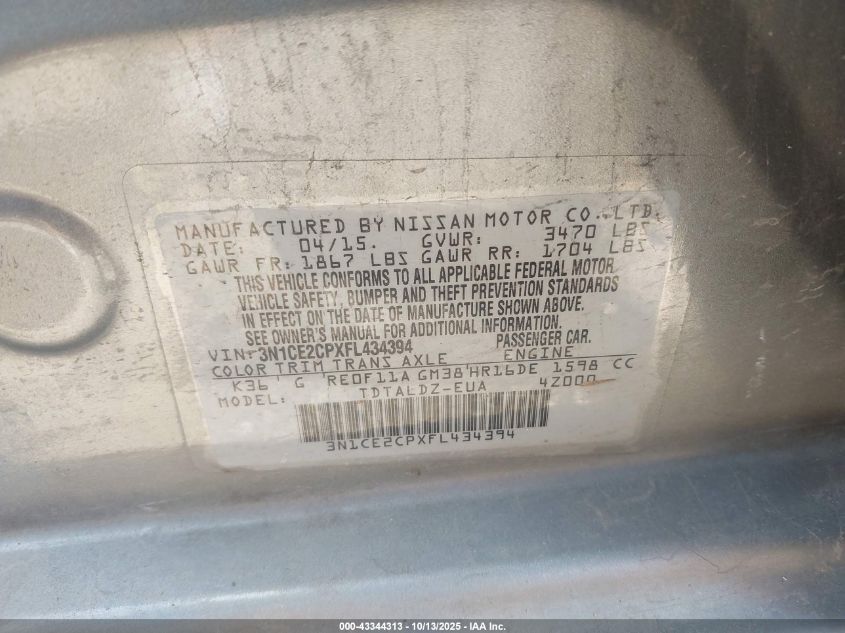 MANUFACTURED BY NISSAN MOTOR CO.,LTD.
DATE: 04/15. GVWR: 3470 LBS
GAWR FR: 1867 LBS GAWR RR: 1704 LBS
THIS VEHICLE CONFORMS TO ALL APPLICABLE FEDERAL MOTOR
VEHICLE SAFETY, BUMPER AND THEFT PREVENTION STANDARDS
IN EFFECT ON THE DATE OF MANUFACTURE SHOWN ABOVE.
SEE OWNER'S MANUAL FOR ADDITIONAL INFORMATION
VIN: 3N1CE2CPXFL434394 PASSENGER CAR.
COLOR TRIM TRANS AXLE ENGINE
K36 G RE0F11A GM38 HR16DE 1598 CC
MODEL: TDTALDZ-EUA 4Z000
3N1CE2CPXFL434394
000-43344313 - 10/13/2025 - IAA Inc.